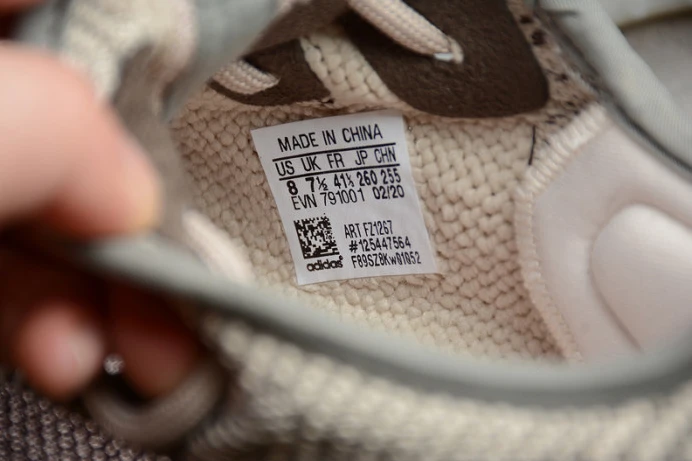 MADE IN CHINA
US UK FR JP CHN
8 7½ 41⅓ 260 255
EVN 791001 02/20
ART FZ1267
#125447564
F89SZ8Kw01052
adidas